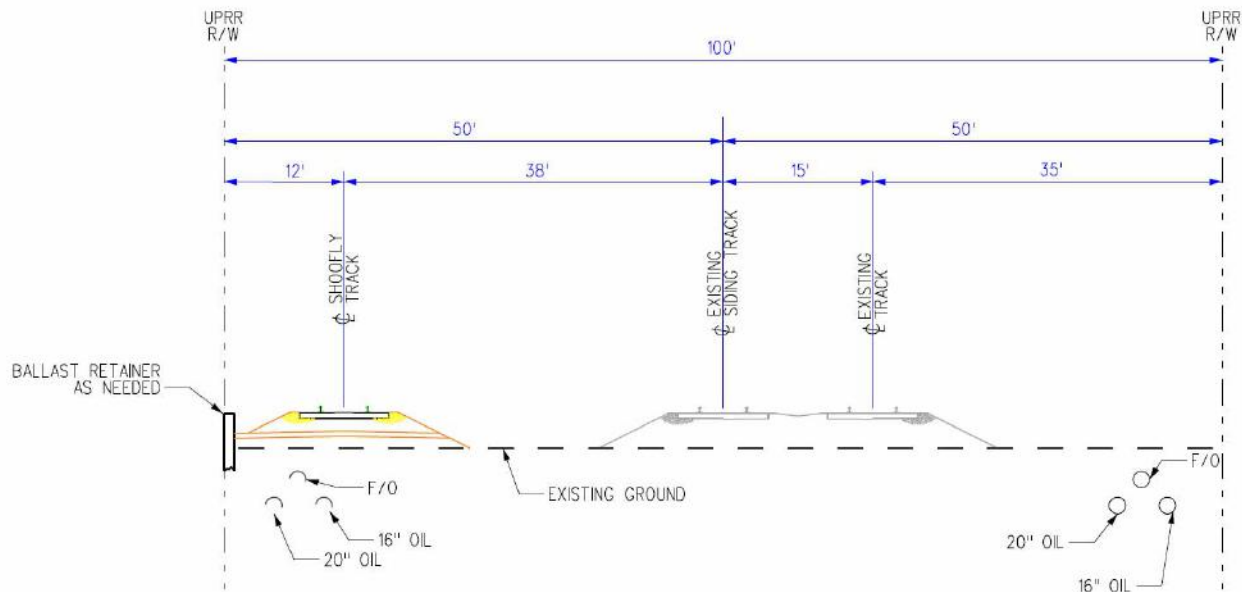 UPRR
R/W
UPRR
R/W
100'
50'
50'
12'
38'
15'
35'
℄ SHOOFLY
TRACK
℄ EXISTING
SIDING TRACK
℄ EXISTING
TRACK
BALLAST RETAINER
AS NEEDED
F/O
EXISTING GROUND
16" OIL
20" OIL
F/O
20" OIL
16" OIL